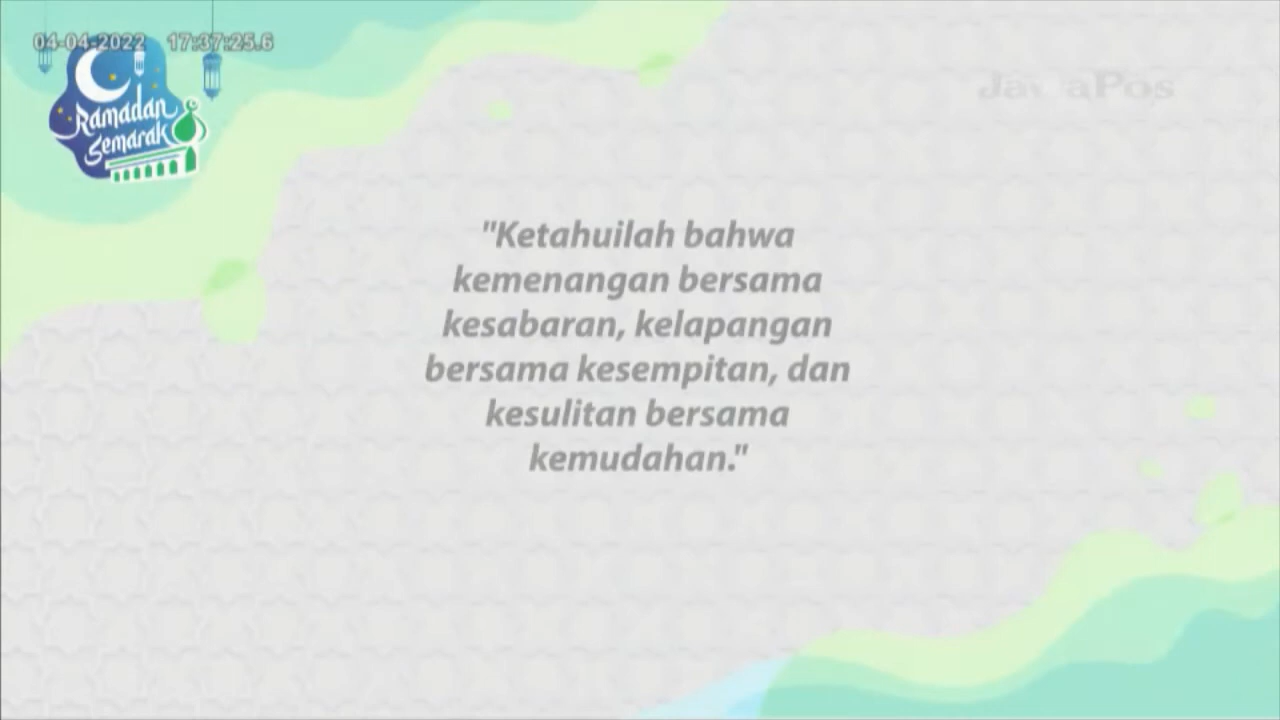 04-04-2022 17:37:25.6
Ramadan
Semarak
JawaPos
"Ketahuilah bahwa
kemenangan bersama
kesabaran, kelapangan
bersama kesempitan, dan
kesulitan bersama
kemudahan."